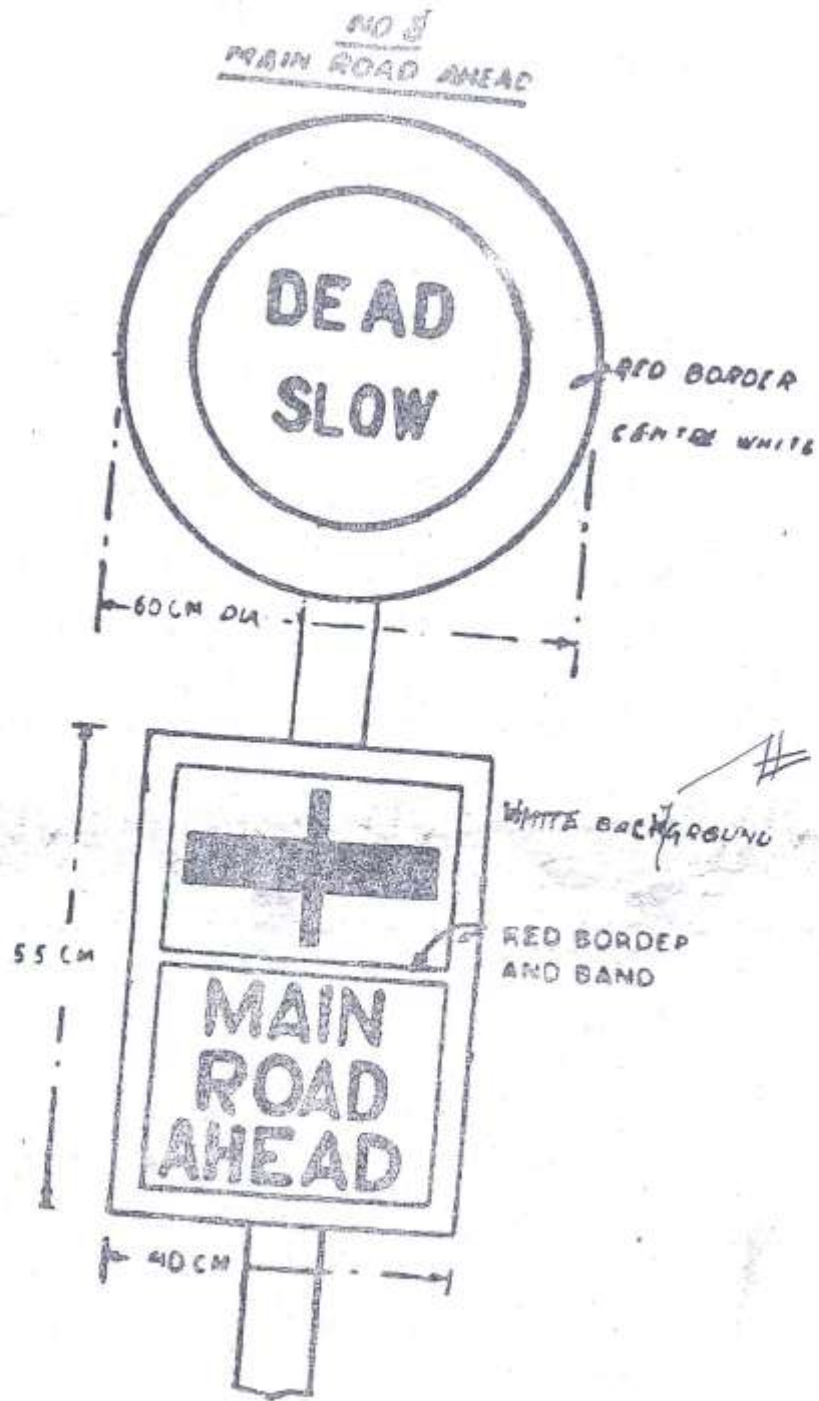 NO 8
MAIN ROAD AHEAD
DEAD
SLOW
RED BORDER
CENTRE WHITE
60 CM DIA
WHITE BACKGROUND
55 CM
RED BORDER
AND BAND
MAIN
ROAD
AHEAD
40 CM